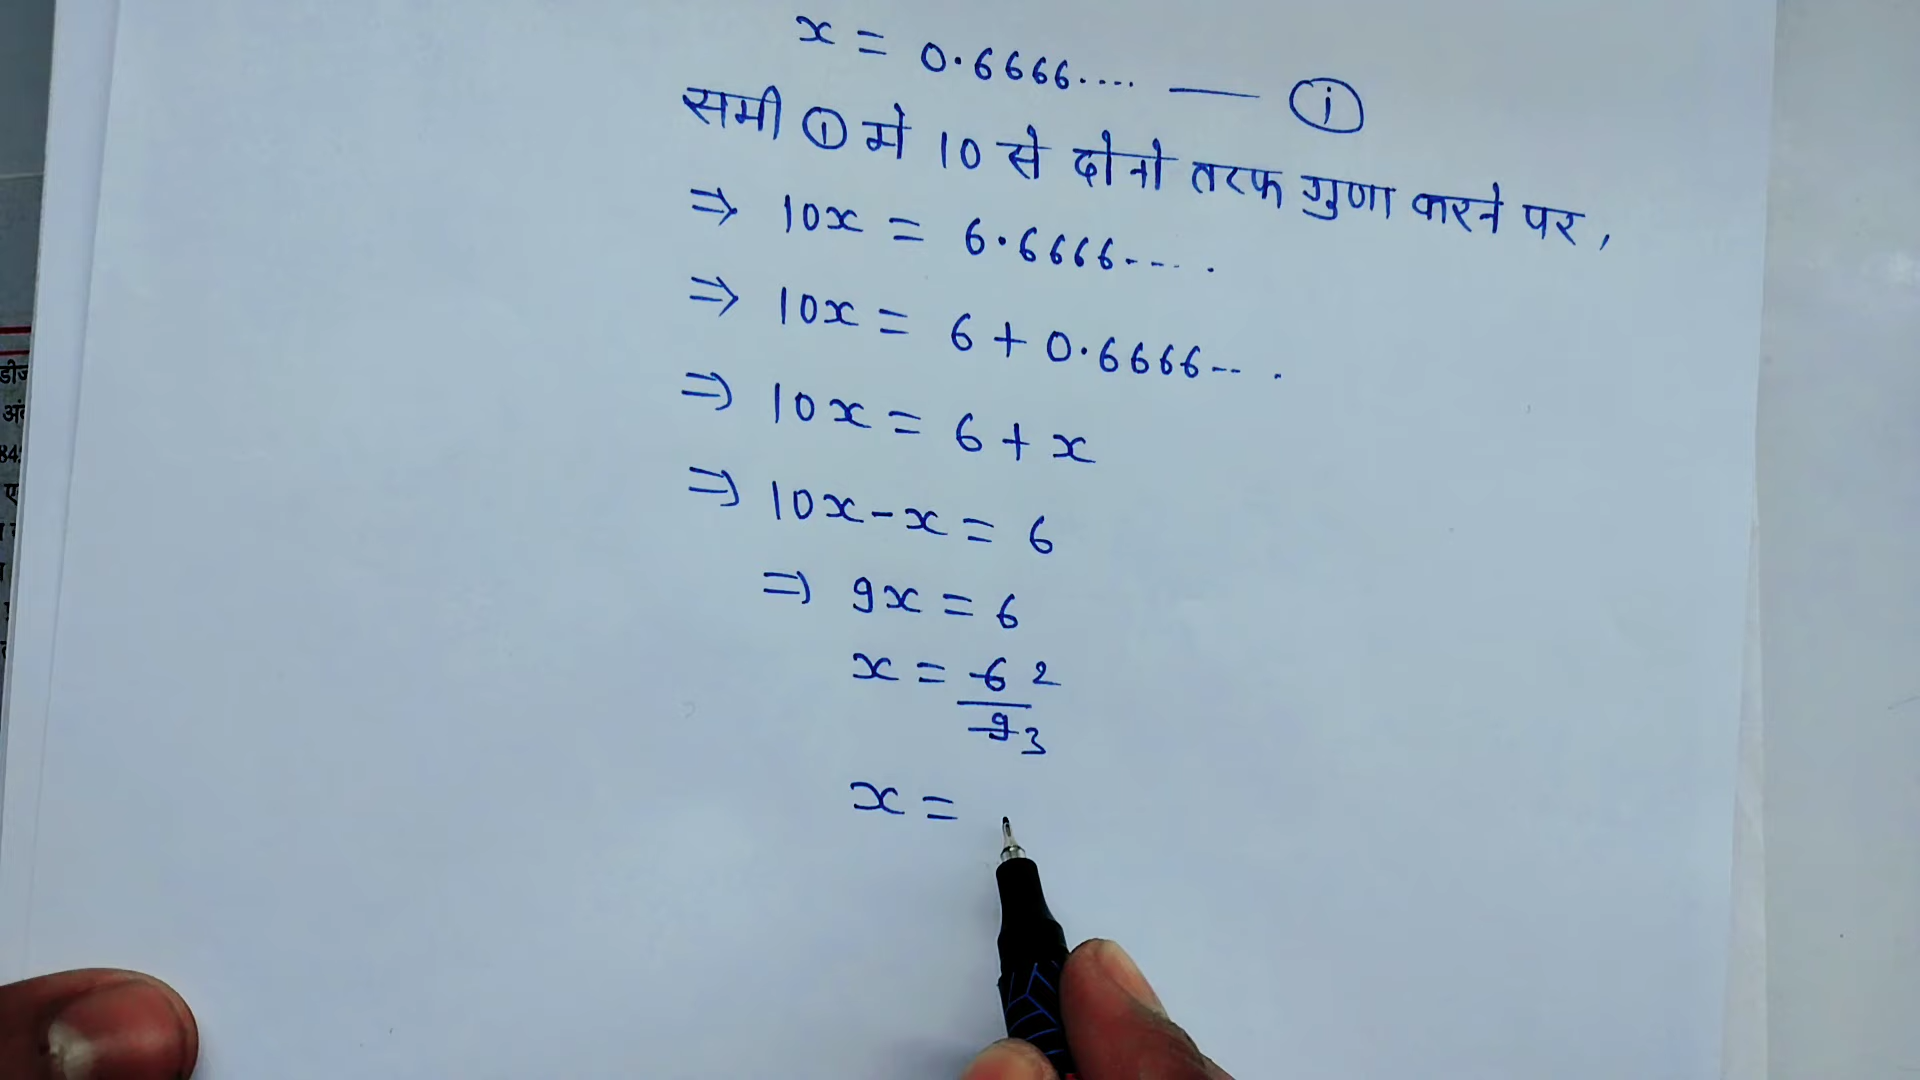 x = 0.6666.... — (i)
समी ① में 10 से दोनो तरफ गुणा करने पर,
⇒ 10x = 6.6666.....
⇒ 10x = 6 + 0.6666...
⇒ 10x = 6 + x
⇒ 10x - x = 6
⇒ 9x = 6
x = 6 2
9 3
x =
डीज
84